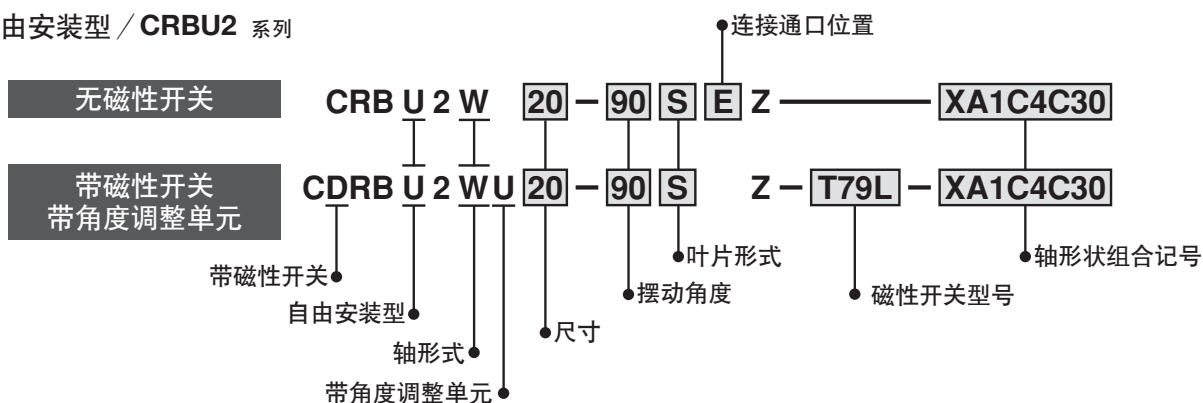 由安装型 / CRBU2 系列
连接通口位置
无磁性开关
CRB U 2 W 20 - 90 S E Z - XA1C4C30
带磁性开关
带角度调整单元
CDRB U 2 W U 20 - 90 S Z - T79L - XA1C4C30
带磁性开关
自由安装型
轴形式
带角度调整单元
尺寸
摆动角度
叶片形式
磁性开关型号
轴形状组合记号